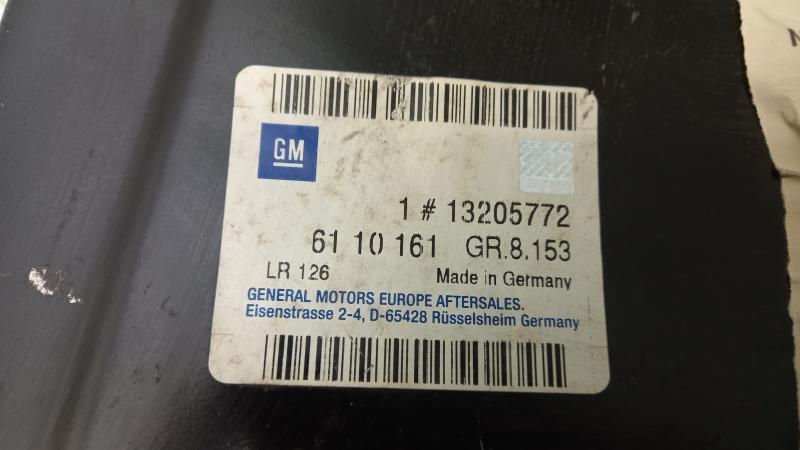 GM
1 # 13205772
61 10 161 GR.8.153
LR 126 Made in Germany
GENERAL MOTORS EUROPE AFTERSALES.
Eisenstrasse 2-4, D-65428 Rüsselsheim Germany